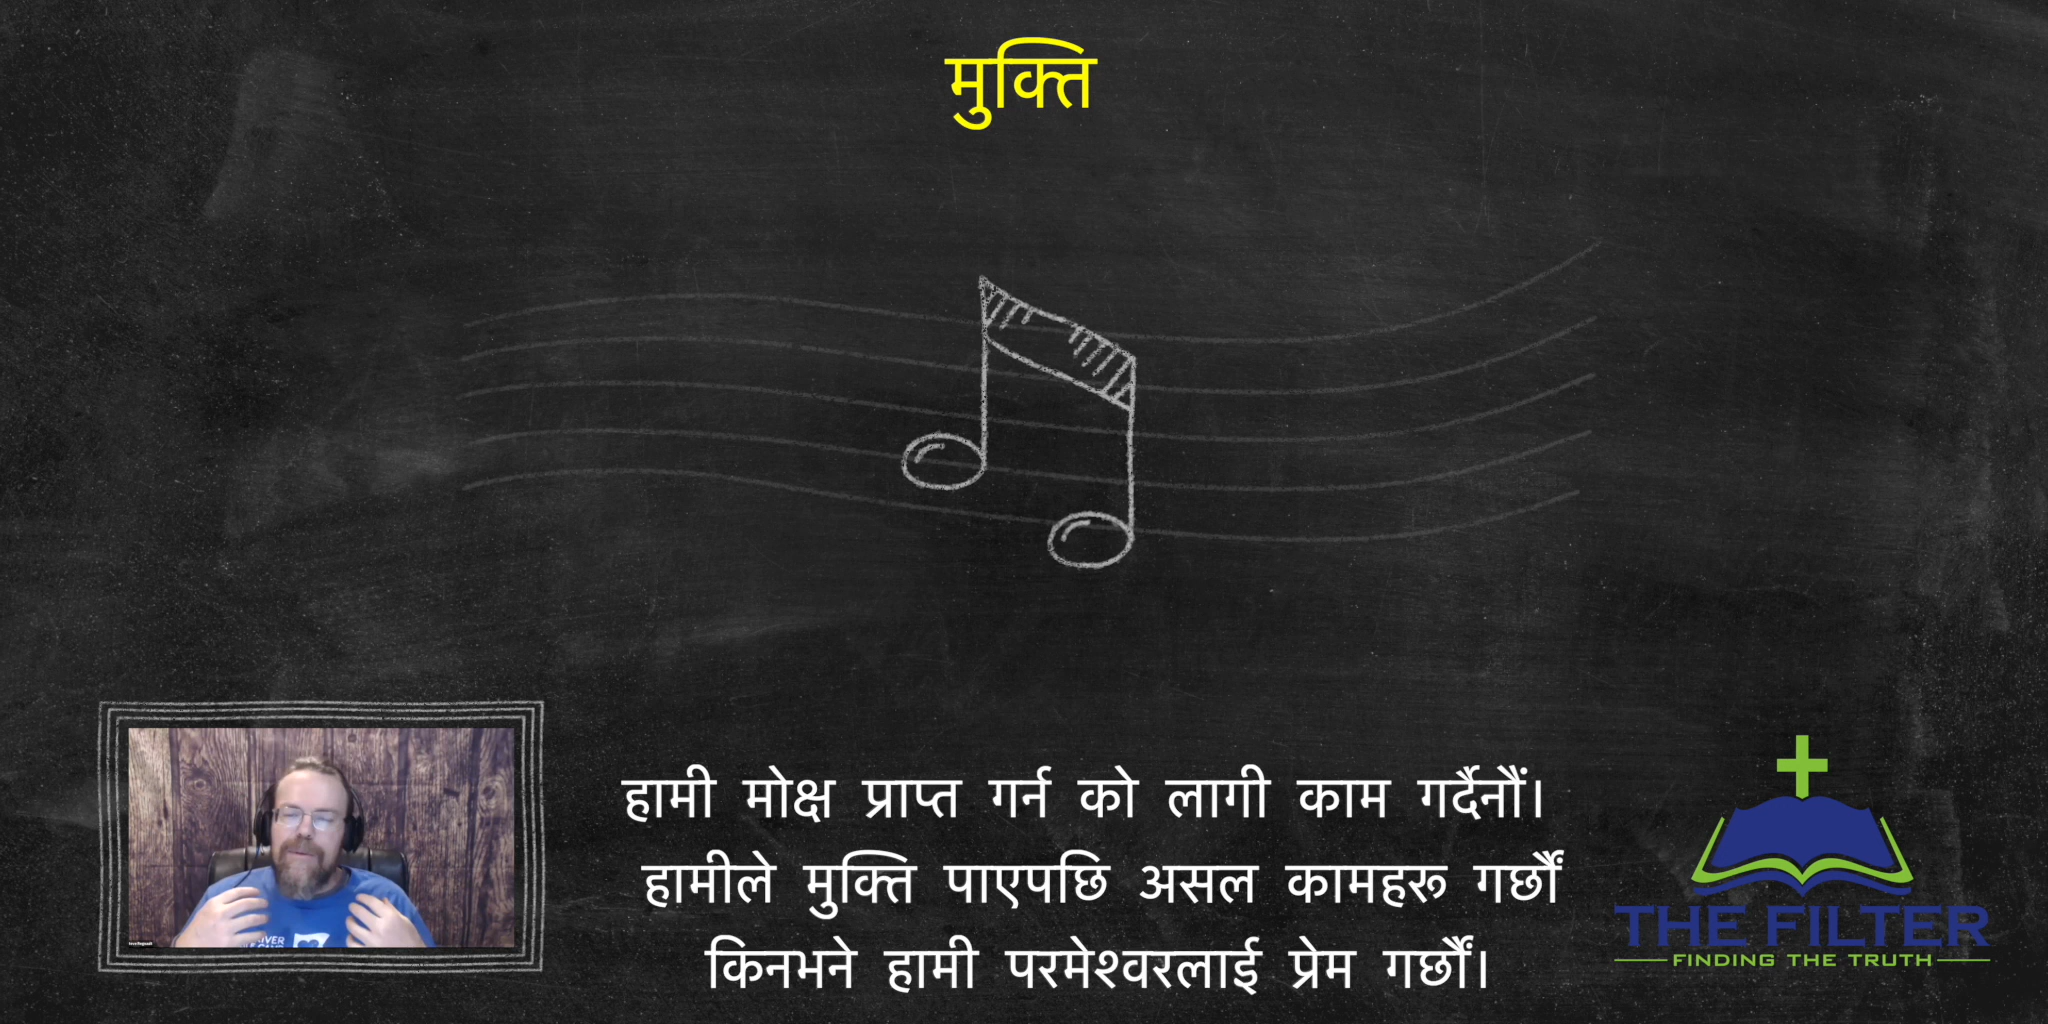 मुक्ति
हामी मोक्ष प्राप्त गर्न को लागी काम गर्दैनौं।
हामीले मुक्ति पाएपछि असल कामहरू गर्छौं
किनभने हामी परमेश्वरलाई प्रेम गर्छौं।
THE FILTER
FINDING THE TRUTH